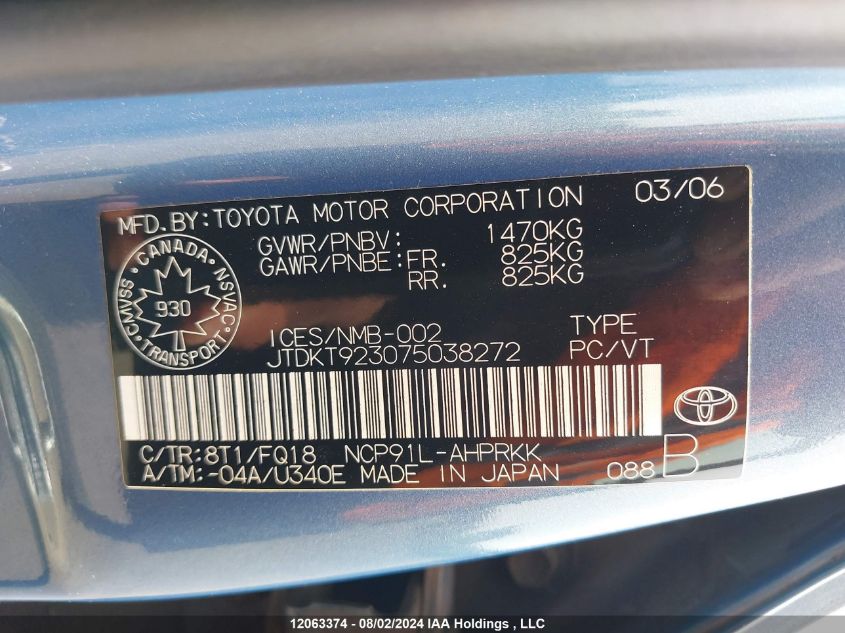 MFD.BY:TOYOTA MOTOR CORPORATION 03/06
GVWR/PNBV: 1470KG
GAWR/PNBE:FR. 825KG
RR. 825KG
CANADA
CMVSS 930 NSVAC
TRANSPORT
ICES/NMB-002 TYPE
JTDKT923075038272 PC/VT
C/TR:8T1/FQ18 NCP91L-AHPRKK
A/TM:-04A/U340E MADE IN JAPAN 088 B
12063374 - 08/02/2024 IAA Holdings , LLC